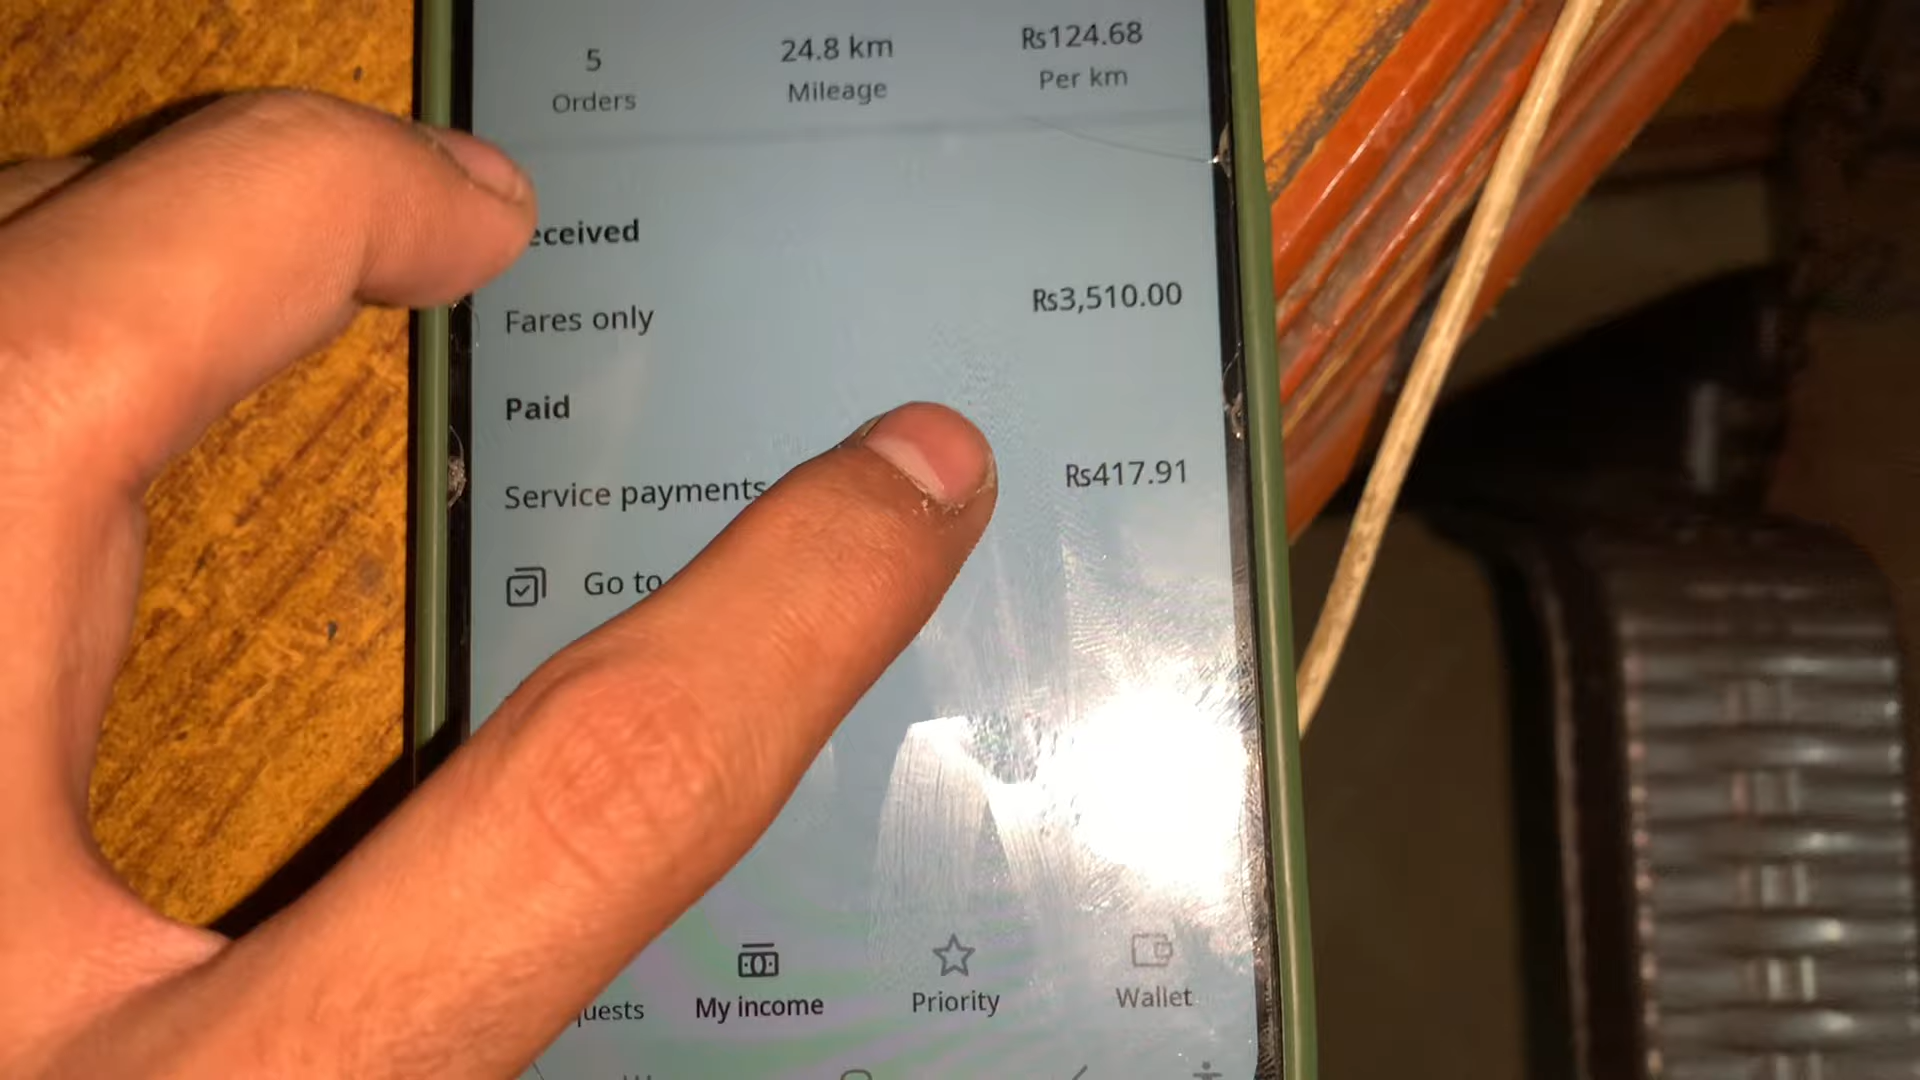 5 24.8 km Rs124.68
Orders Mileage Per km
eceived
Fares only Rs3,510.00
Paid
Service payments Rs417.91
Go to
uests My income Priority Wallet